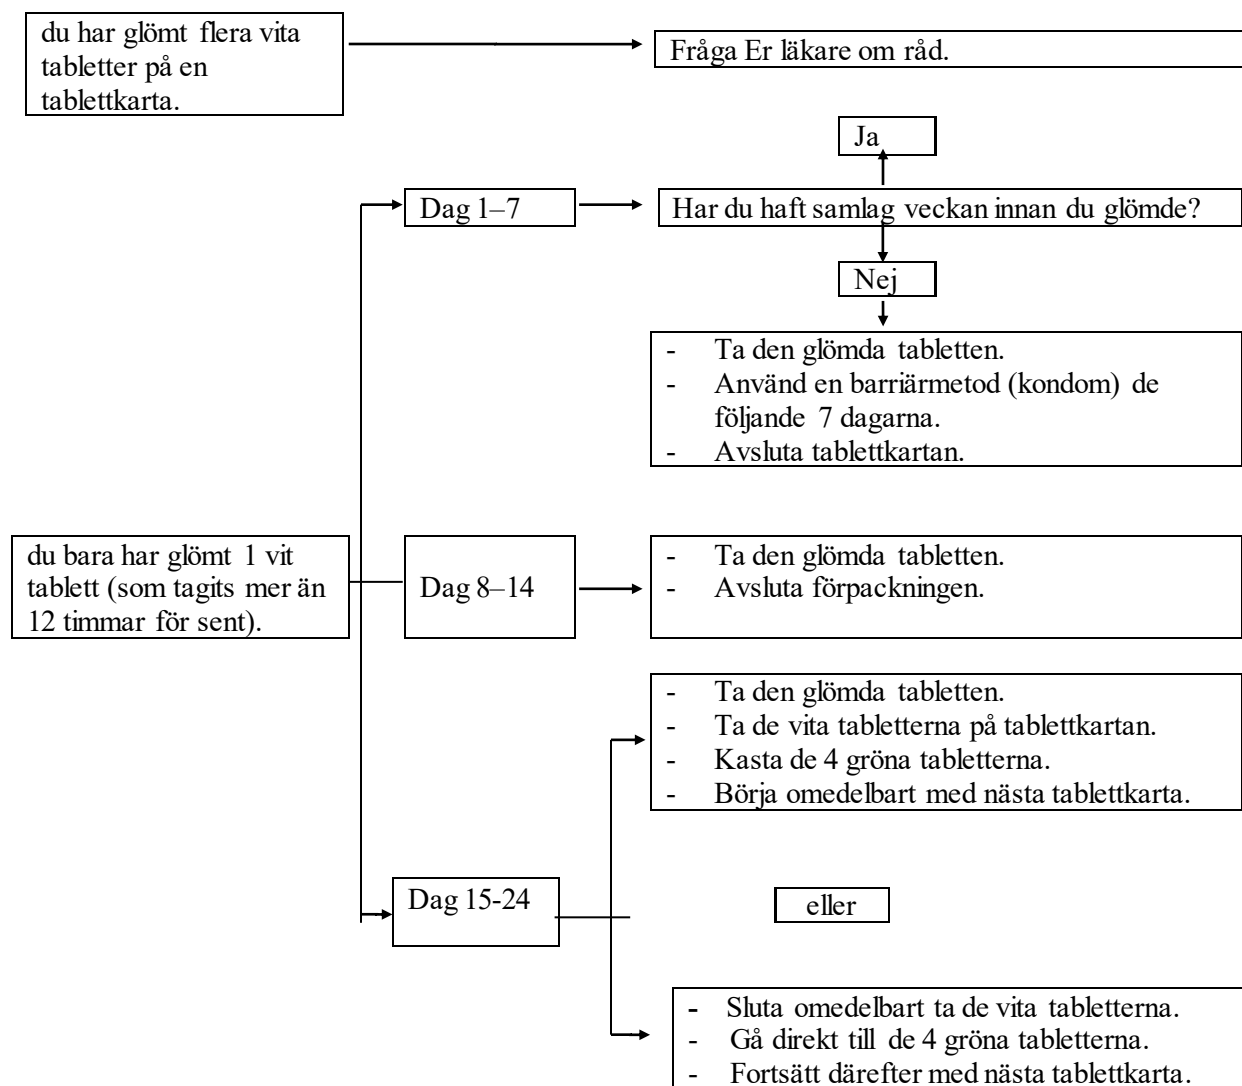 du har glömt flera vita
tabletter på en
tablettkarta.
Fråga Er läkare om råd.
Ja
Dag 1–7
Har du haft samlag veckan innan du glömde?
Nej
- Ta den glömda tabletten.
- Använd en barriärmetod (kondom) de
följande 7 dagarna.
- Avsluta tablettkartan.
du bara har glömt 1 vit
tablett (som tagits mer än
12 timmar för sent).
Dag 8–14
- Ta den glömda tabletten.
- Avsluta förpackningen.
- Ta den glömda tabletten.
- Ta de vita tabletterna på tablettkartan.
- Kasta de 4 gröna tabletterna.
- Börja omedelbart med nästa tablettkarta.
Dag 15-24
eller
- Sluta omedelbart ta de vita tabletterna.
- Gå direkt till de 4 gröna tabletterna.
- Fortsätt därefter med nästa tablettkarta.